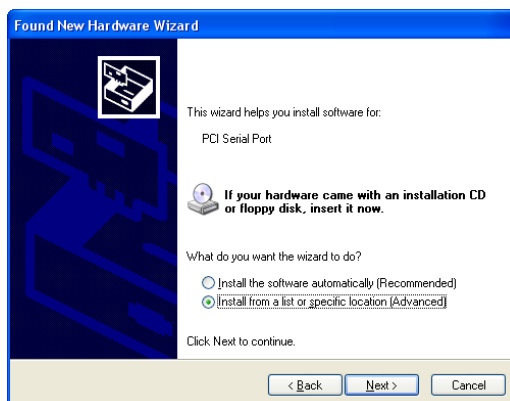 Found New Hardware Wizard
This wizard helps you install software for:
PCI Serial Port
If your hardware came with an installation CD
or floppy disk, insert it now.
What do you want the wizard to do?
Install the software automatically (Recommended)
Install from a list or specific location (Advanced)
Click Next to continue.
< Back
Next >
Cancel